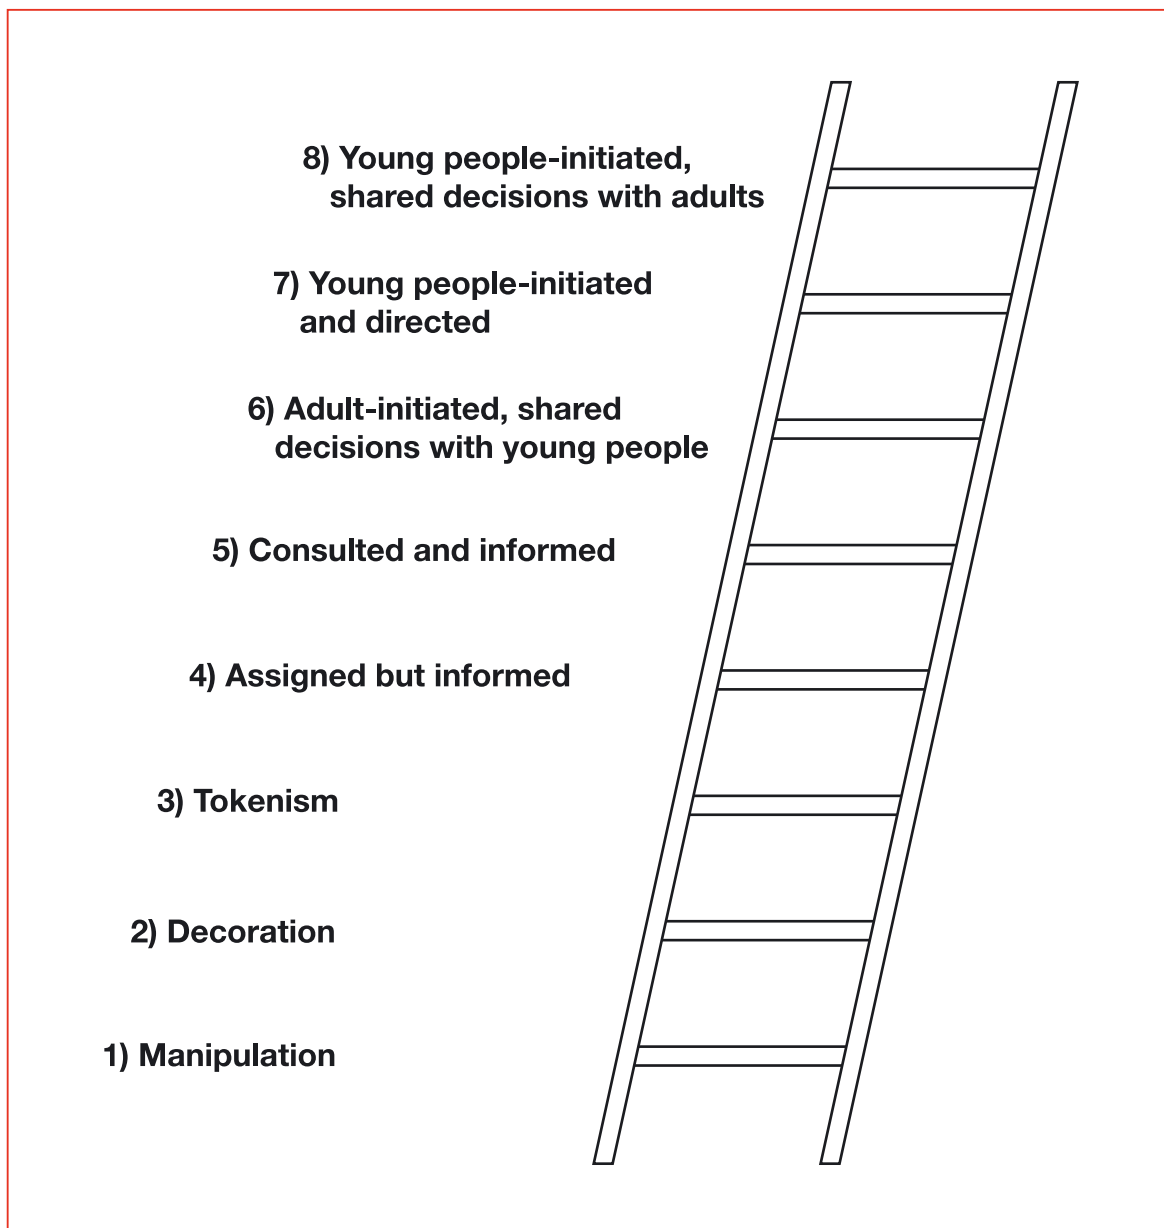 8) Young people-initiated,
shared decisions with adults
7) Young people-initiated
and directed
6) Adult-initiated, shared
decisions with young people
5) Consulted and informed
4) Assigned but informed
3) Tokenism
2) Decoration
1) Manipulation